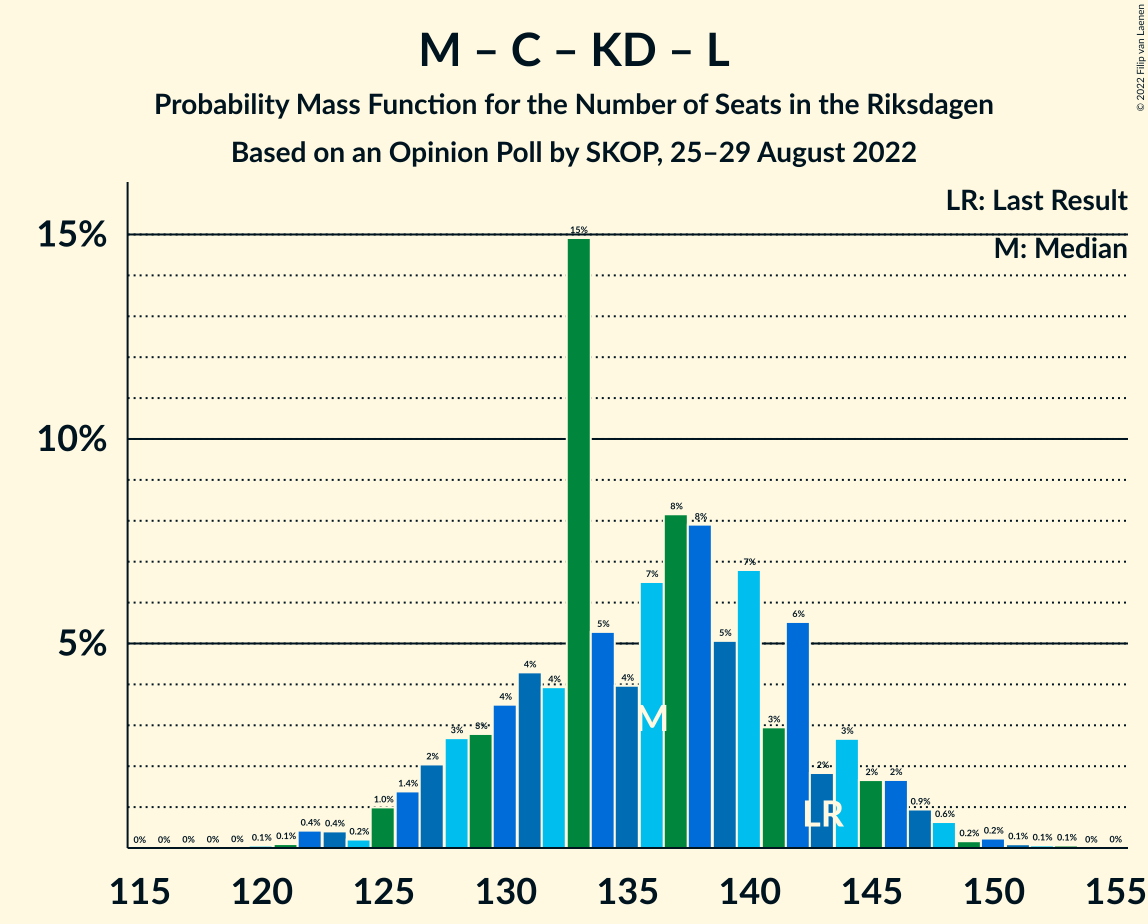 M – C – KD – L
Probability Mass Function for the Number of Seats in the Riksdagen
Based on an Opinion Poll by SKOP, 25–29 August 2022
© 2022 Filip van Laenen
LR: Last Result
M: Median
15%
10%
5%
0% 0% 0% 0% 0% 0.1% 0.1% 0.4% 0.4% 0.2% 1.0% 1.4% 2% 3% 3% 4% 4% 4% 15% 5% 4% 7% 8% 8% 5% 7% 3% 6% 2% 3% 2% 2% 0.9% 0.6% 0.2% 0.2% 0.1% 0.1% 0.1% 0% 0%
M
LR
115 120 125 130 135 140 145 150 155